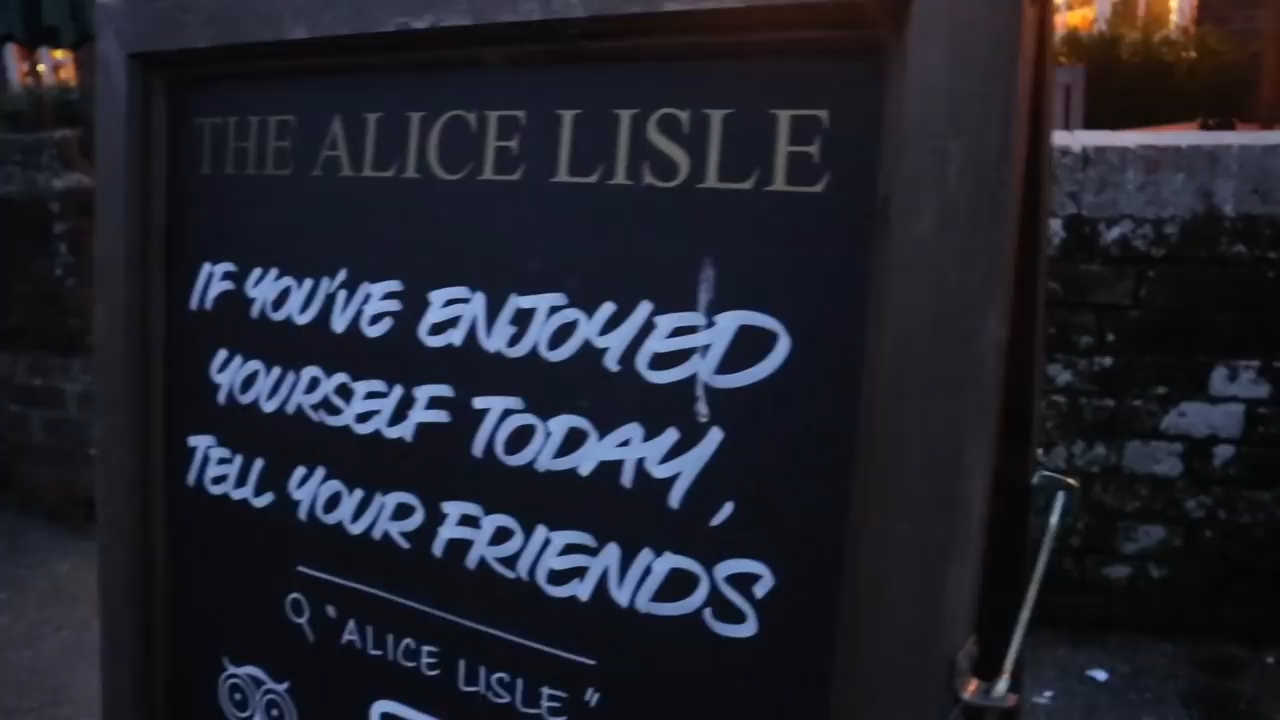 THE ALICE LISLE
IF YOU'VE ENJOYED
YOURSELF TODAY,
TELL YOUR FRIENDS
"ALICE LISLE"